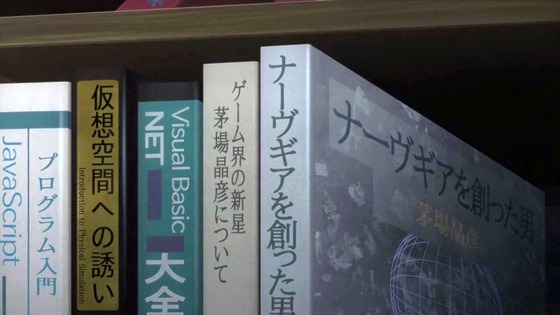 プログラム入門
JavaScript
仮想空間への誘い
Introduction to Physical Simulation
Visual Basic
NET
大全
ゲーム界の新星
茅場晶彦について
ナーヴギアを創った男
ナーヴギアを創った男
茅場晶彦